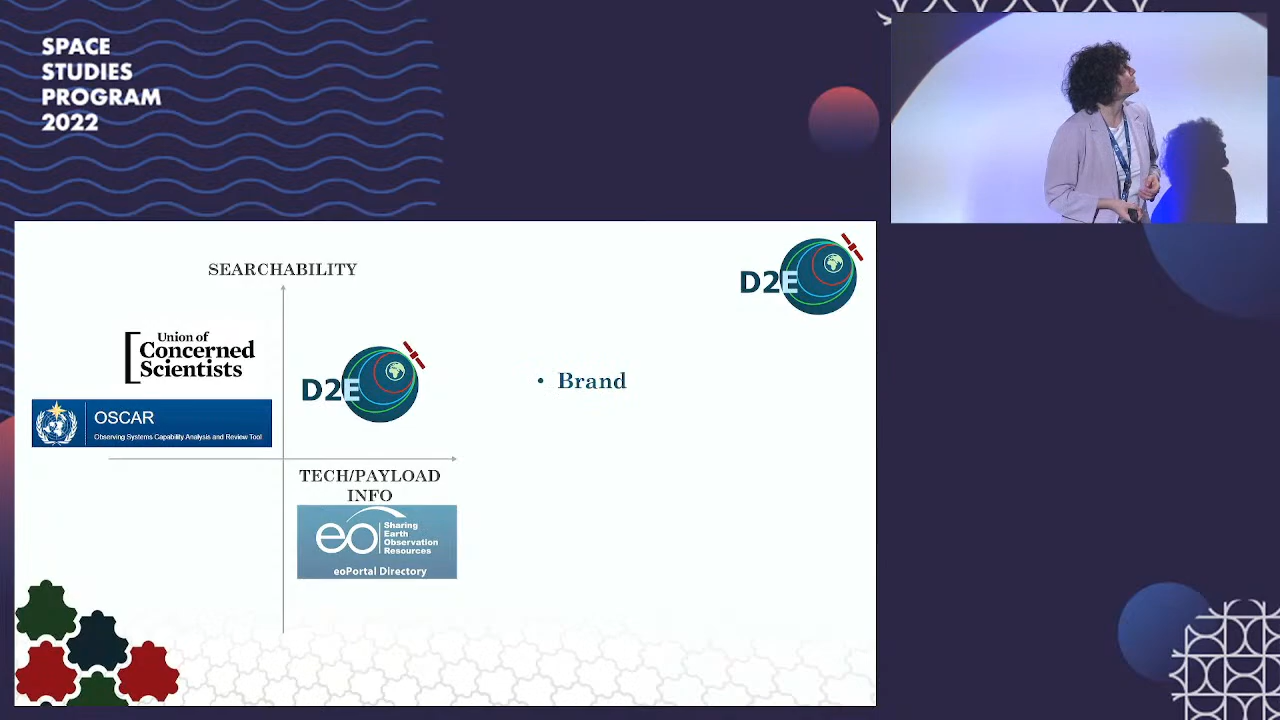 SPACE
STUDIES
PROGRAM
2022
D2E
SEARCHABILITY
Union of
Concerned
Scientists
D2E
• Brand
OSCAR
Observing Systems Capability Analysis and Review Tool
TECH/PAYLOAD
INFO
eo
Sharing
Earth
Observation
Resources
eoPortal Directory